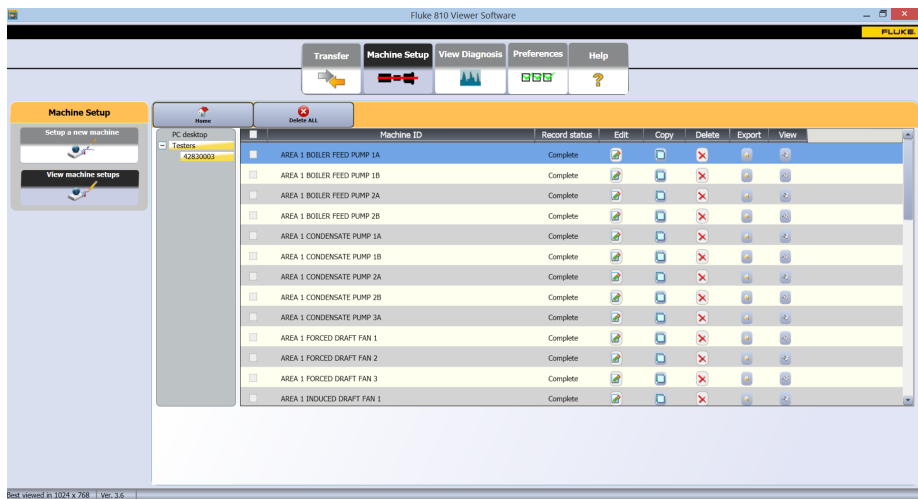 Fluke 810 Viewer Software
FLUKE.
Transfer
Machine Setup
View Diagnosis
Preferences
Help
Machine Setup
Setup a new machine
View machine setups
Home
Delete ALL
PC desktop
Testers
42830003
Machine ID Record status Edit Copy Delete Export View
AREA 1 BOILER FEED PUMP 1A Complete
AREA 1 BOILER FEED PUMP 1B Complete
AREA 1 BOILER FEED PUMP 2A Complete
AREA 1 BOILER FEED PUMP 2B Complete
AREA 1 CONDENSATE PUMP 1A Complete
AREA 1 CONDENSATE PUMP 1B Complete
AREA 1 CONDENSATE PUMP 2A Complete
AREA 1 CONDENSATE PUMP 2B Complete
AREA 1 CONDENSATE PUMP 3A Complete
AREA 1 FORCED DRAFT FAN 1 Complete
AREA 1 FORCED DRAFT FAN 2 Complete
AREA 1 FORCED DRAFT FAN 3 Complete
AREA 1 INDUCED DRAFT FAN 1 Complete
Best viewed in 1024 x 768 Ver. 3.6